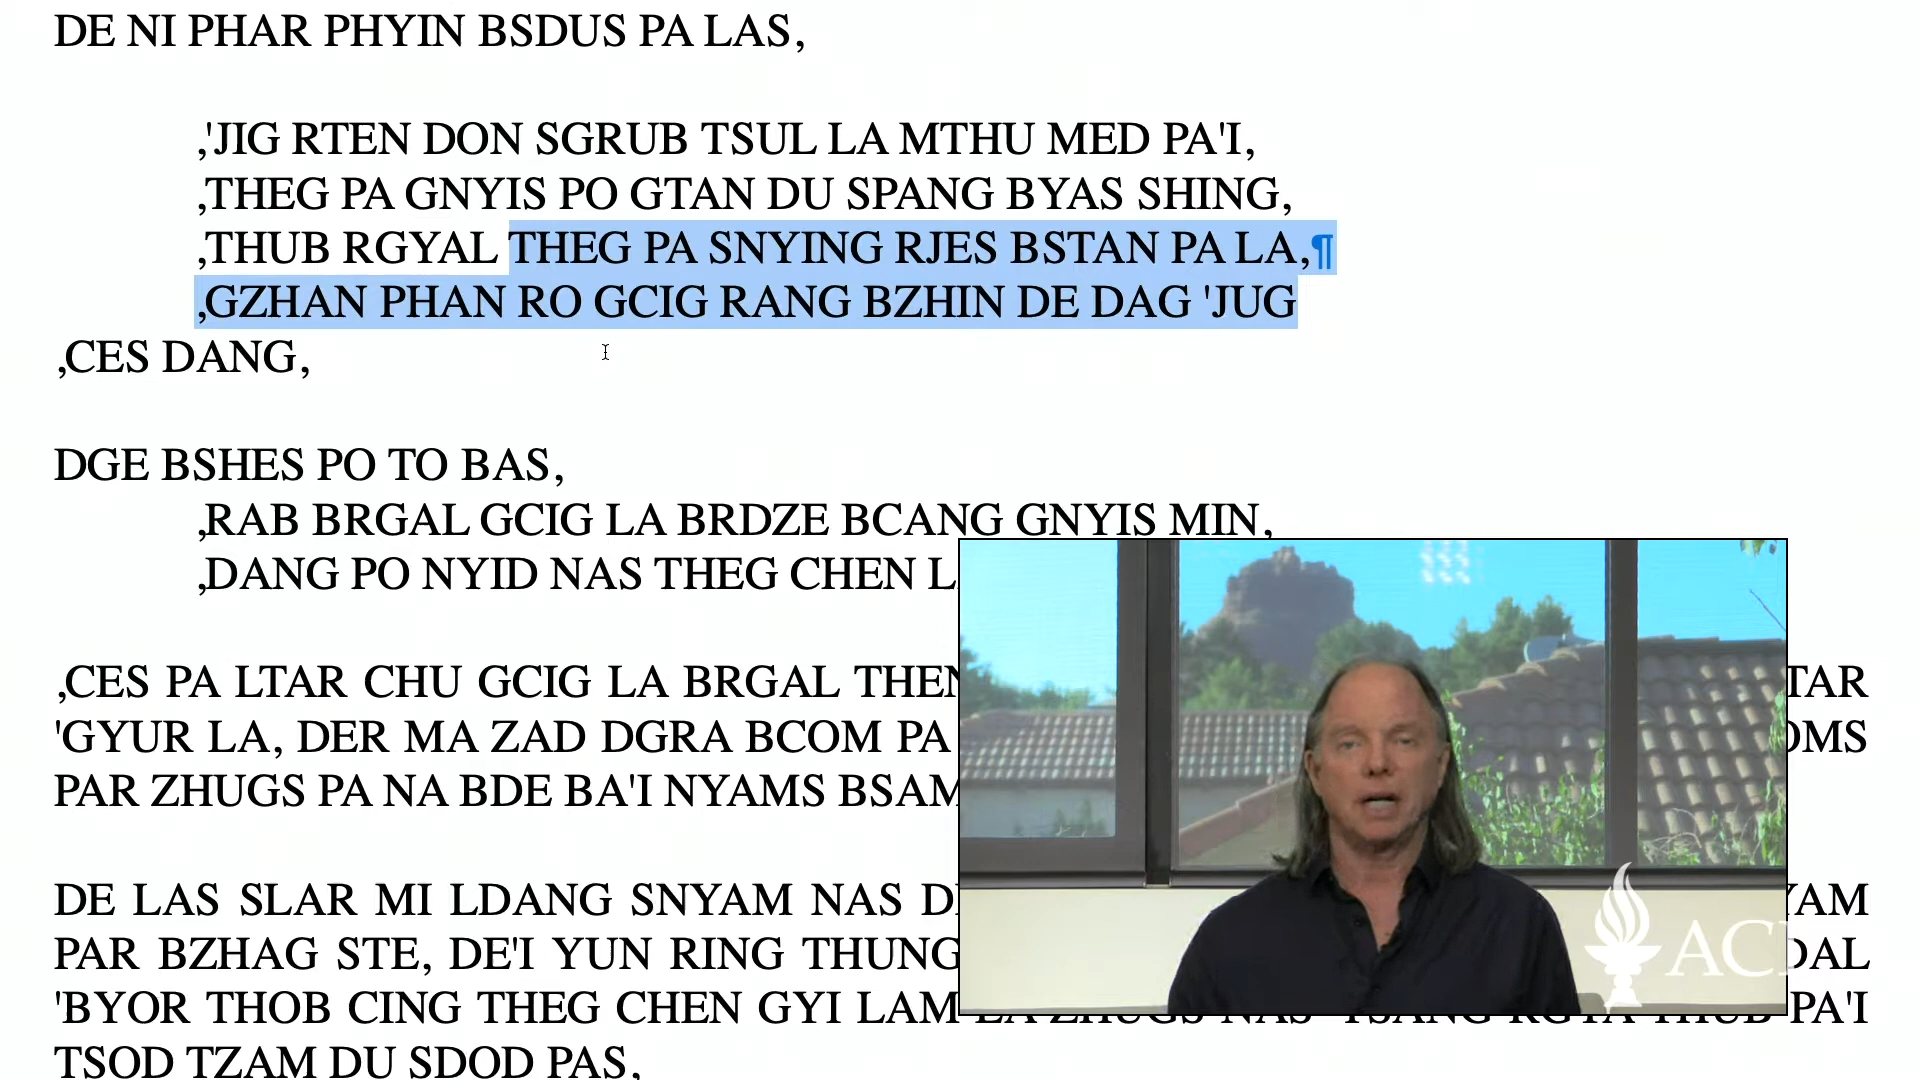 DE NI PHAR PHYIN BSDUS PA LAS,
,'JIG RTEN DON SGRUB TSUL LA MTHU MED PA'I,
,THEG PA GNYIS PO GTAN DU SPANG BYAS SHING,
,THUB RGYAL THEG PA SNYING RJES BSTAN PA LA,¶
,GZHAN PHAN RO GCIG RANG BZHIN DE DAG 'JUG
,CES DANG,
DGE BSHES PO TO BAS,
,RAB BRGAL GCIG LA BRDZE BCANG GNYIS MIN,
,DANG PO NYID NAS THEG CHEN
,CES PA LTAR CHU GCIG LA BRGAL TAR
'GYUR LA, DER MA ZAD DGRA BCOM PA OMS
PAR ZHUGS PA NA BDE BA'I NYAMS
DE LAS SLAR MI LDANG SNYAM NAS YAM
PAR BZHAG STE, DE'I YUN RING DAL
'BYOR THOB CING THEG CHEN GYI LAM LA ZHUGS NAS PA'I
TSOD TZAM DU SDOD PAS,
ACI